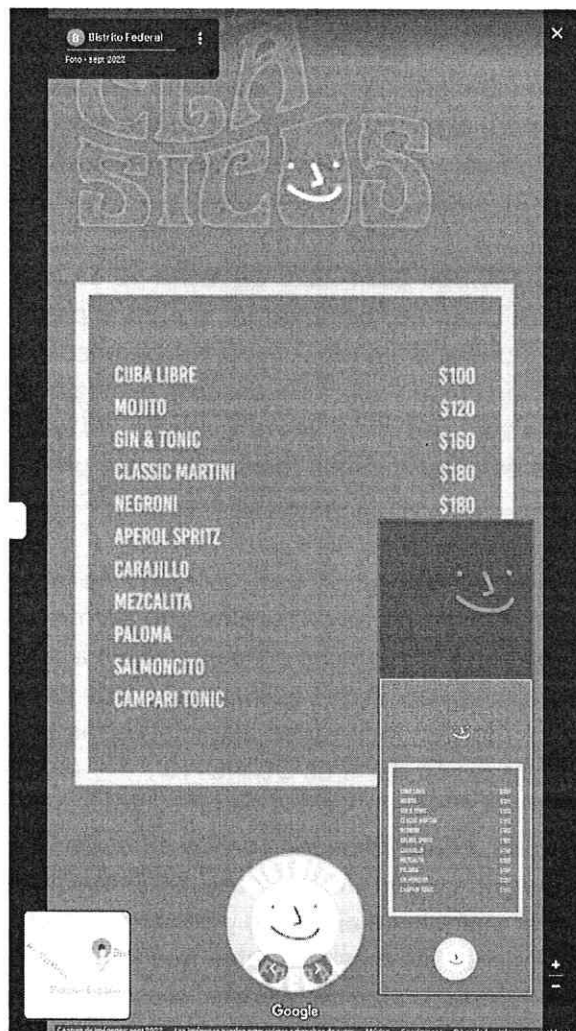 Distrito Federal
Foto - sept 2022
CLÁ
SICOS
CUBA LIBRE $100
MOJITO $120
GIN & TONIC $160
CLASSIC MARTINI $180
NEGRONI $180
APEROL SPRITZ
CARAJILLO
MEZCALITA
PALOMA
SALMONCITO
CAMPARI TONIC
Google